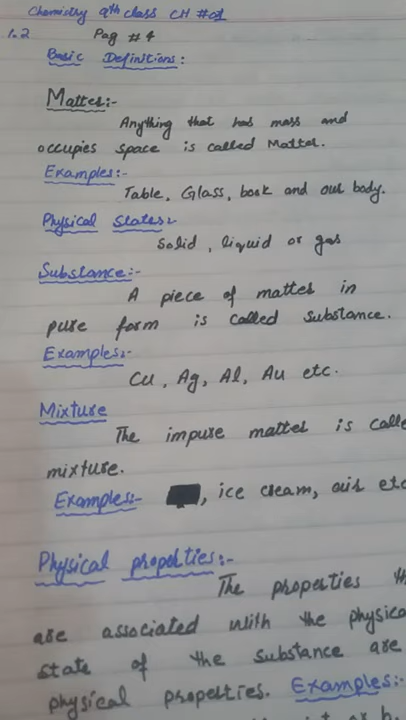 Chemistry 9th class CH #01
1.2 Pag # 4
Basic Definitions:
Matter:-
Anything that has mass and
occupies space is called Matter.
Examples:-
Table, Glass, book and our body.
Physical States:-
Solid, liquid or gas
Substance:-
A piece of matter in
pure form is called substance.
Examples:-
Cu, Ag, Al, Au etc.
Mixture
The impure matter is calle
mixture.
Examples:- , ice cream, air etc
Physical properties:-
The properties th
are associated with the physica
state of the substance are
physical properties. Examples:-